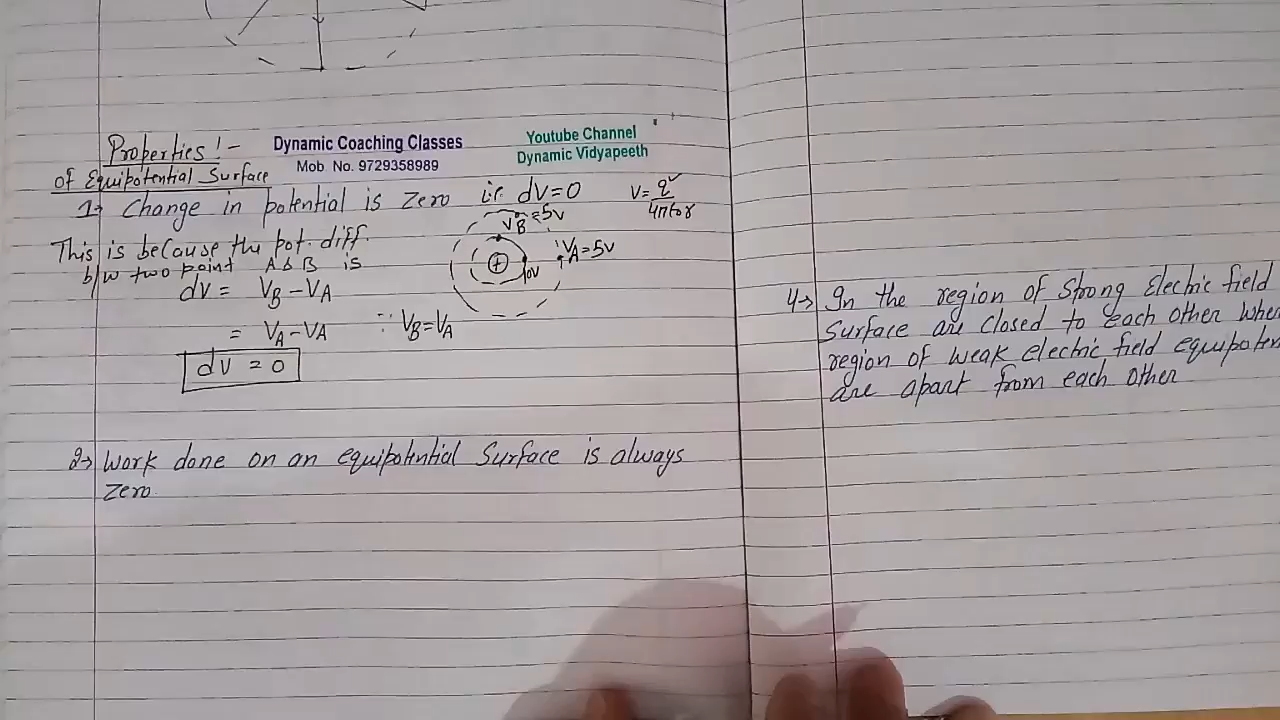 Properties :-
of Equipotential Surface
Dynamic Coaching Classes
Mob No. 9729358989
Youtube Channel
Dynamic Vidyapeeth
1→ Change in potential is zero i.e. dv=0
V= q / 4π∈0r
This is because the pot. diff.
b/w two point A & B is
VB = 5v
VA = 5v
10v
+
dv = VB - VA
= VA - VA ∵ VB = VA
dv = 0
2→ Work done on an equipotential Surface is always
zero.
4→ In the region of Strong Electric field
Surface are closed to each other
region of weak electric field
are apart from each other